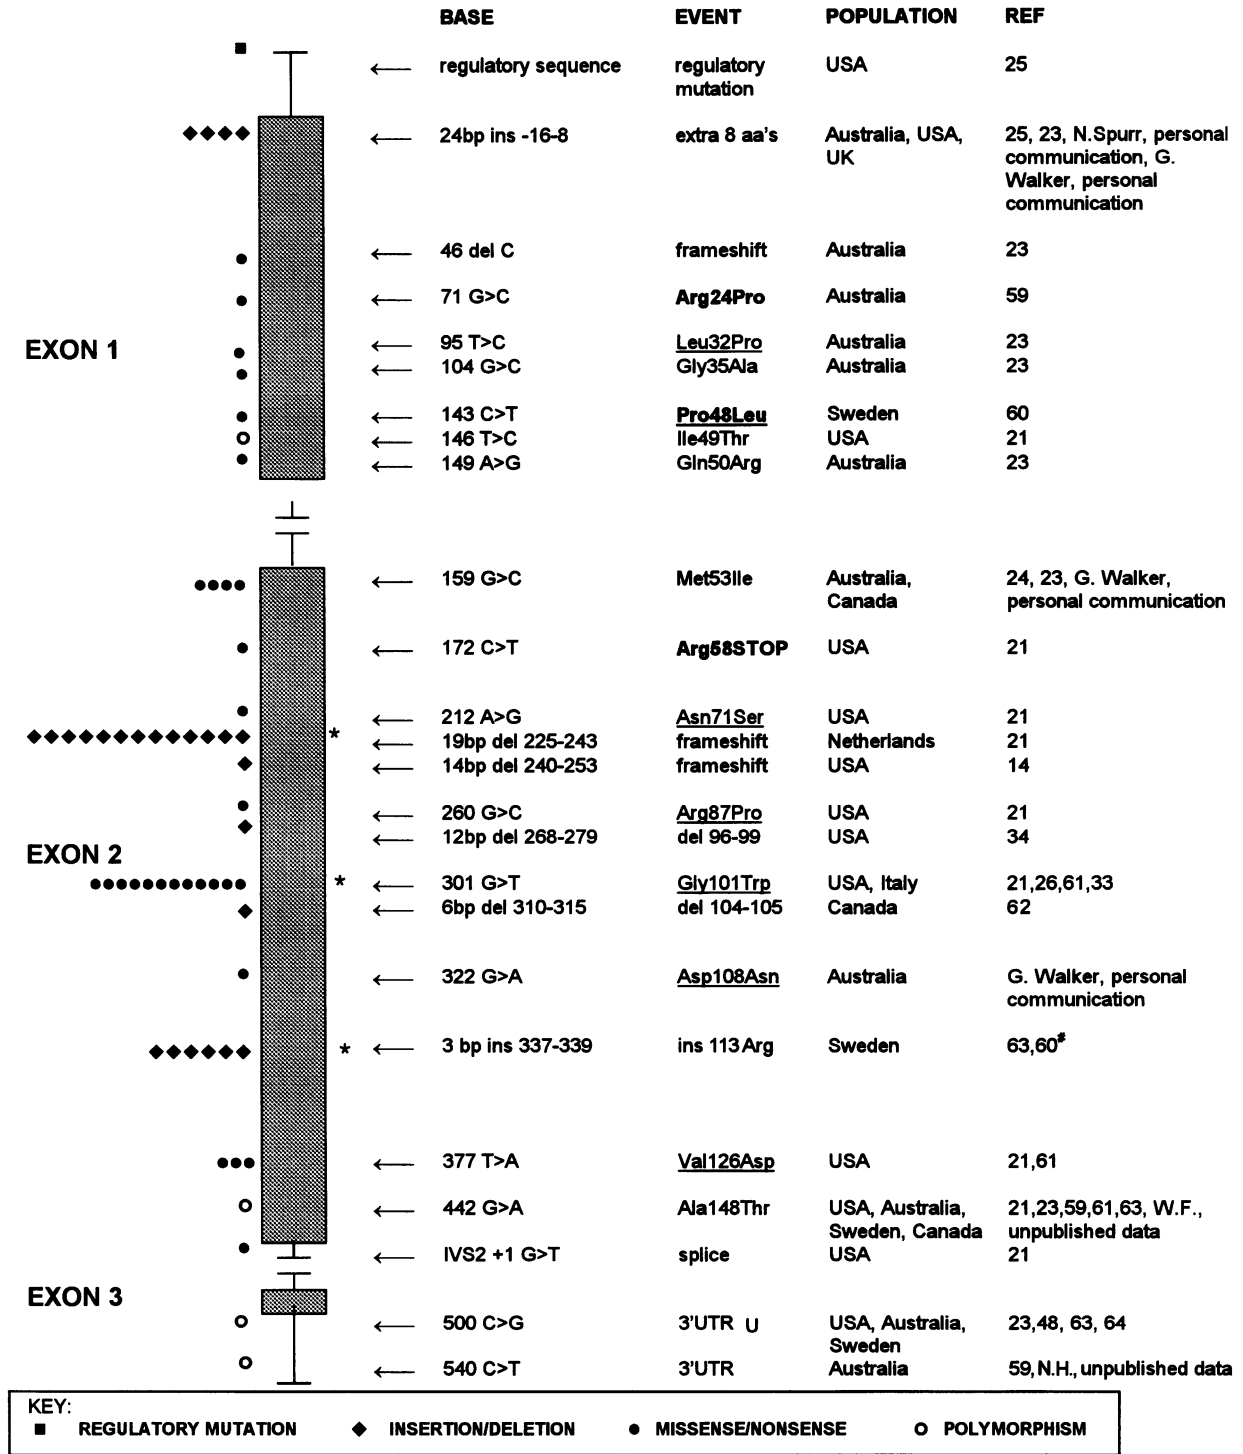 BASE EVENT POPULATION REF
← regulatory sequence regulatory USA 25
mutation
← 24bp ins -16-8 extra 8 aa's Australia, USA, 25, 23, N.Spurr, personal
UK communication, G.
Walker, personal
communication
← 46 del C frameshift Australia 23
← 71 G>C Arg24Pro Australia 59
← 95 T>C Leu32Pro Australia 23
EXON 1
← 104 G>C Gly35Ala Australia 23
← 143 C>T Pro48Leu Sweden 60
← 146 T>C Ile49Thr USA 21
← 149 A>G Gln50Arg Australia 23
← 159 G>C Met53Ile Australia, 24, 23, G. Walker,
Canada personal communication
← 172 C>T Arg58STOP USA 21
← 212 A>G Asn71Ser USA 21
* ← 19bp del 225-243 frameshift Netherlands 21
← 14bp del 240-253 frameshift USA 14
← 260 G>C Arg87Pro USA 21
← 12bp del 268-279 del 96-99 USA 34
EXON 2
* ← 301 G>T Gly101Trp USA, Italy 21,26,61,33
← 6bp del 310-315 del 104-105 Canada 62
← 322 G>A Asp108Asn Australia G. Walker, personal
communication
* ← 3 bp ins 337-339 ins 113Arg Sweden 63,60#
← 377 T>A Val126Asp USA 21,61
← 442 G>A Ala148Thr USA, Australia, 21,23,59,61,63, W.F.,
Sweden, Canada unpublished data
← IVS2 +1 G>T splice USA 21
EXON 3
← 500 C>G 3'UTR U USA, Australia, 23,48, 63, 64
Sweden
← 540 C>T 3'UTR Australia 59, N.H., unpublished data
KEY:
■ REGULATORY MUTATION ◆ INSERTION/DELETION ● MISSENSE/NONSENSE ○ POLYMORPHISM